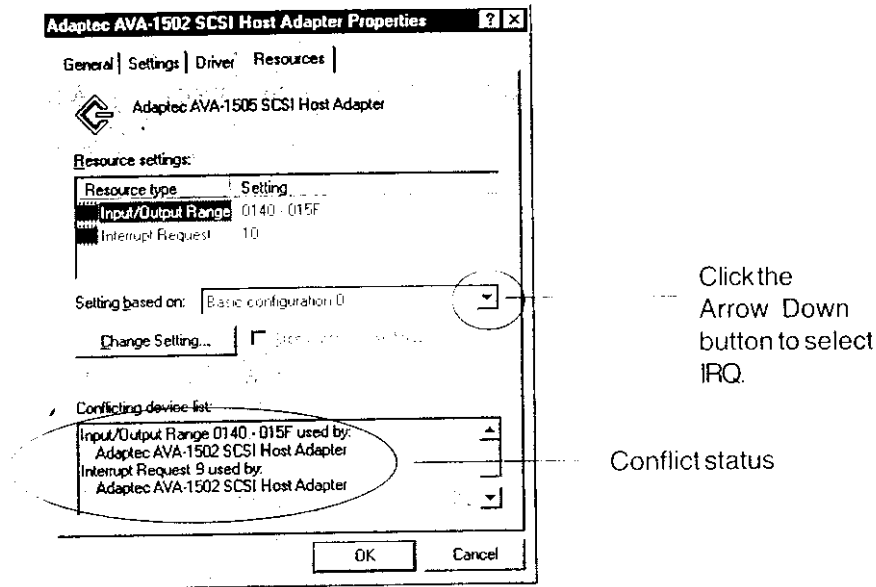 Adaptec AVA-1502 SCSI Host Adapter Properties ? ×
General Settings Driver Resources
Adaptec AVA-1505 SCSI Host Adapter
Resource settings:
Resource type Setting
Input/Output Range 0140 - 015F
Interrupt Request 10
Setting based on: Basic configuration 0
Click the
Arrow Down
button to select
IRQ.
Change Setting...
Conflicting device list:
Input/Output Range 0140 - 015F used by:
Adaptec AVA-1502 SCSI Host Adapter
Interrupt Request 9 used by:
Adaptec AVA-1502 SCSI Host Adapter
Conflict status
OK Cancel